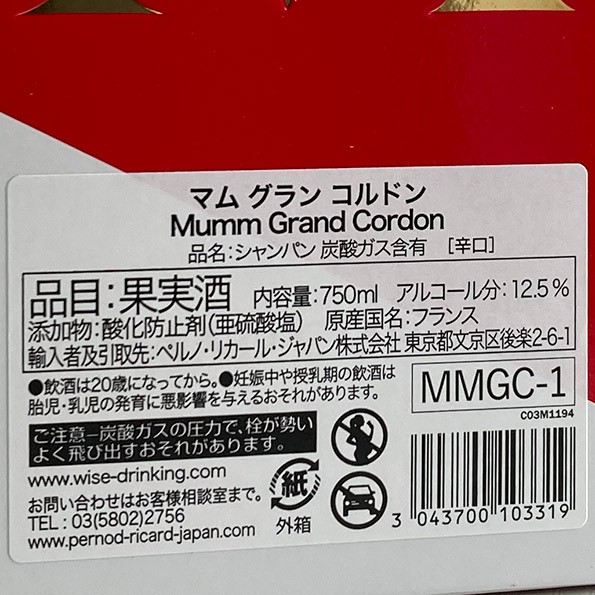 マム グラン コルドン
Mumm Grand Cordon
品名:シャンパン 炭酸ガス含有 [辛口]
品目:果実酒 内容量:750ml アルコール分:12.5%
添加物:酸化防止剤(亜硫酸塩) 原産国名:フランス
輸入者及引取先:ペルノ・リカール・ジャパン株式会社 東京都文京区後楽2-6-1
●飲酒は20歳になってから。●妊娠中や授乳期の飲酒は
胎児・乳児の発育に悪影響を与えるおそれがあります。
MMGC-1
C03M1194
ご注意–炭酸ガスの圧力で、栓が勢い
よく飛び出すおそれがあります。
www.wise-drinking.com
お問い合わせはお客様相談室まで。
TEL : 03(5802)2756
www.pernod-ricard-japan.com
紙
外箱
3 043700 103319